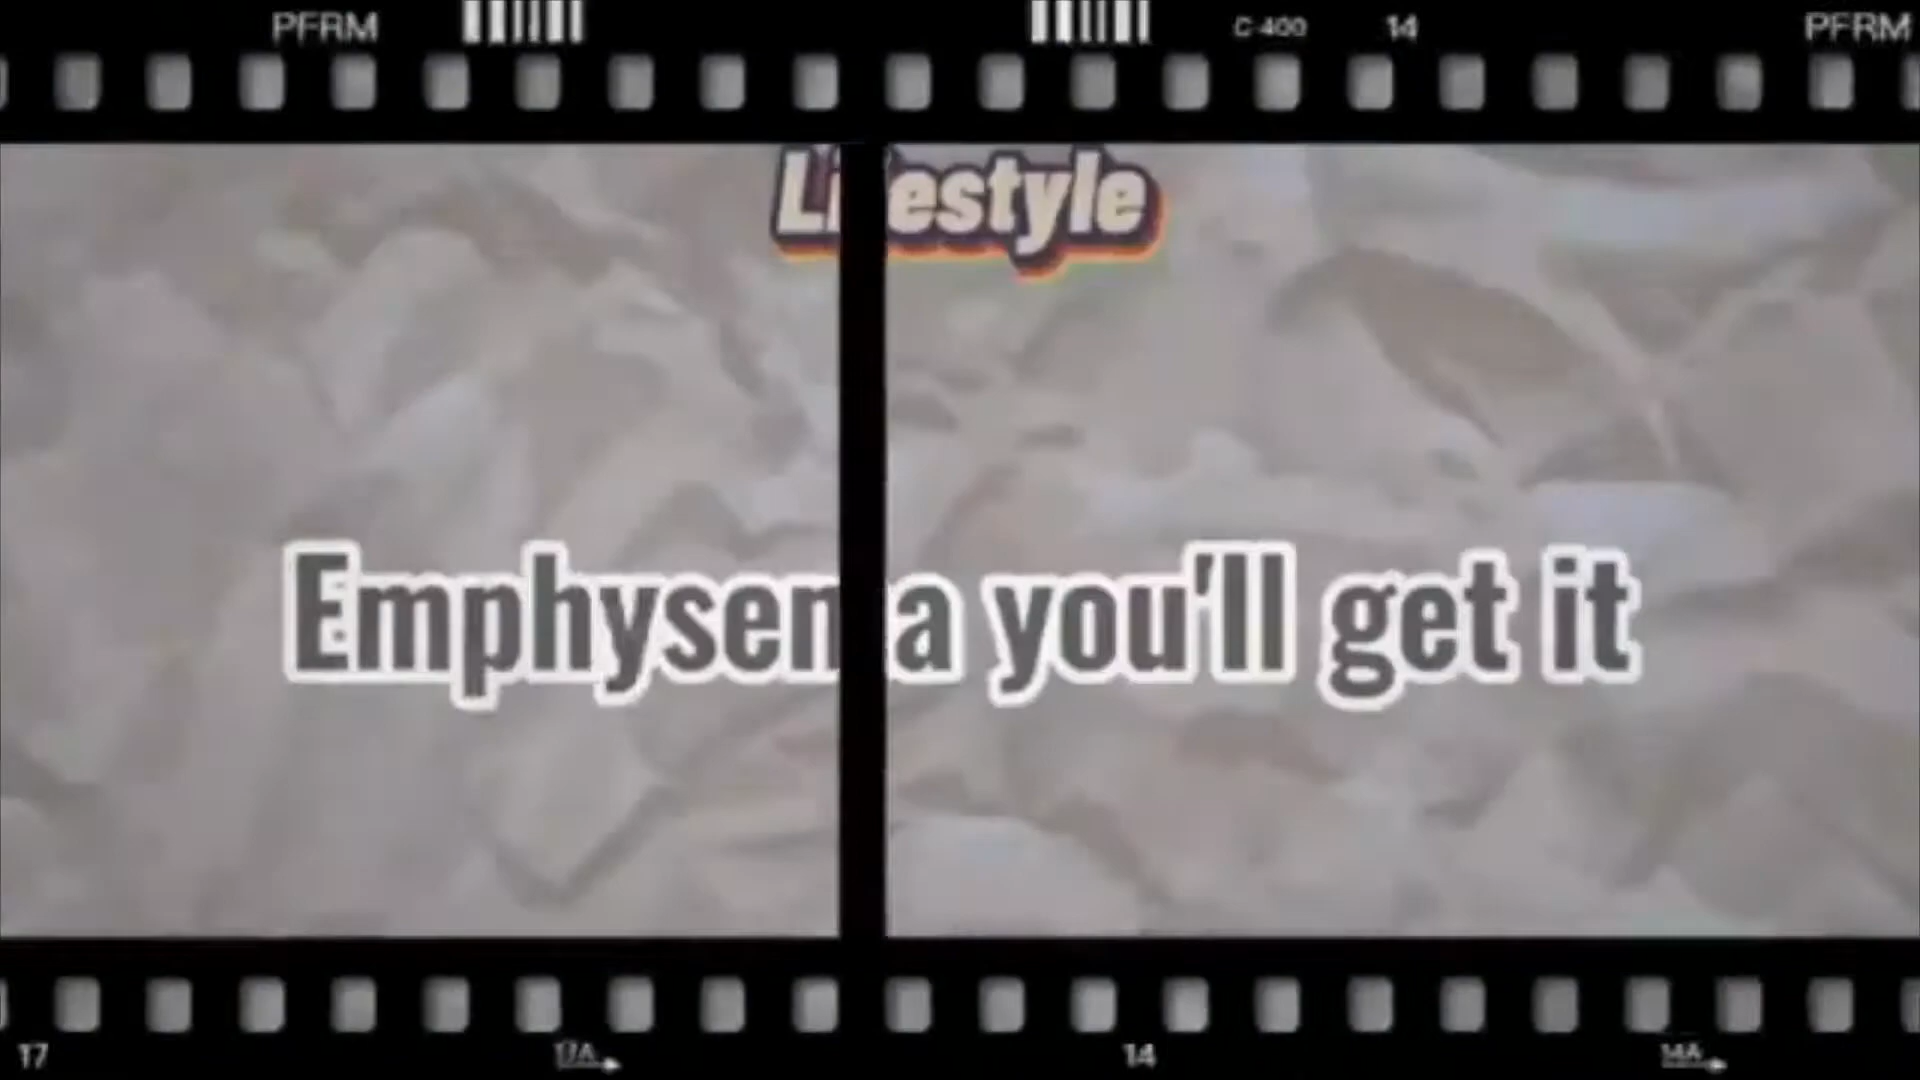 PFRM C-400 14 PFRM
Lifestyle
Emphysema you'll get it
17 17A 14 14A